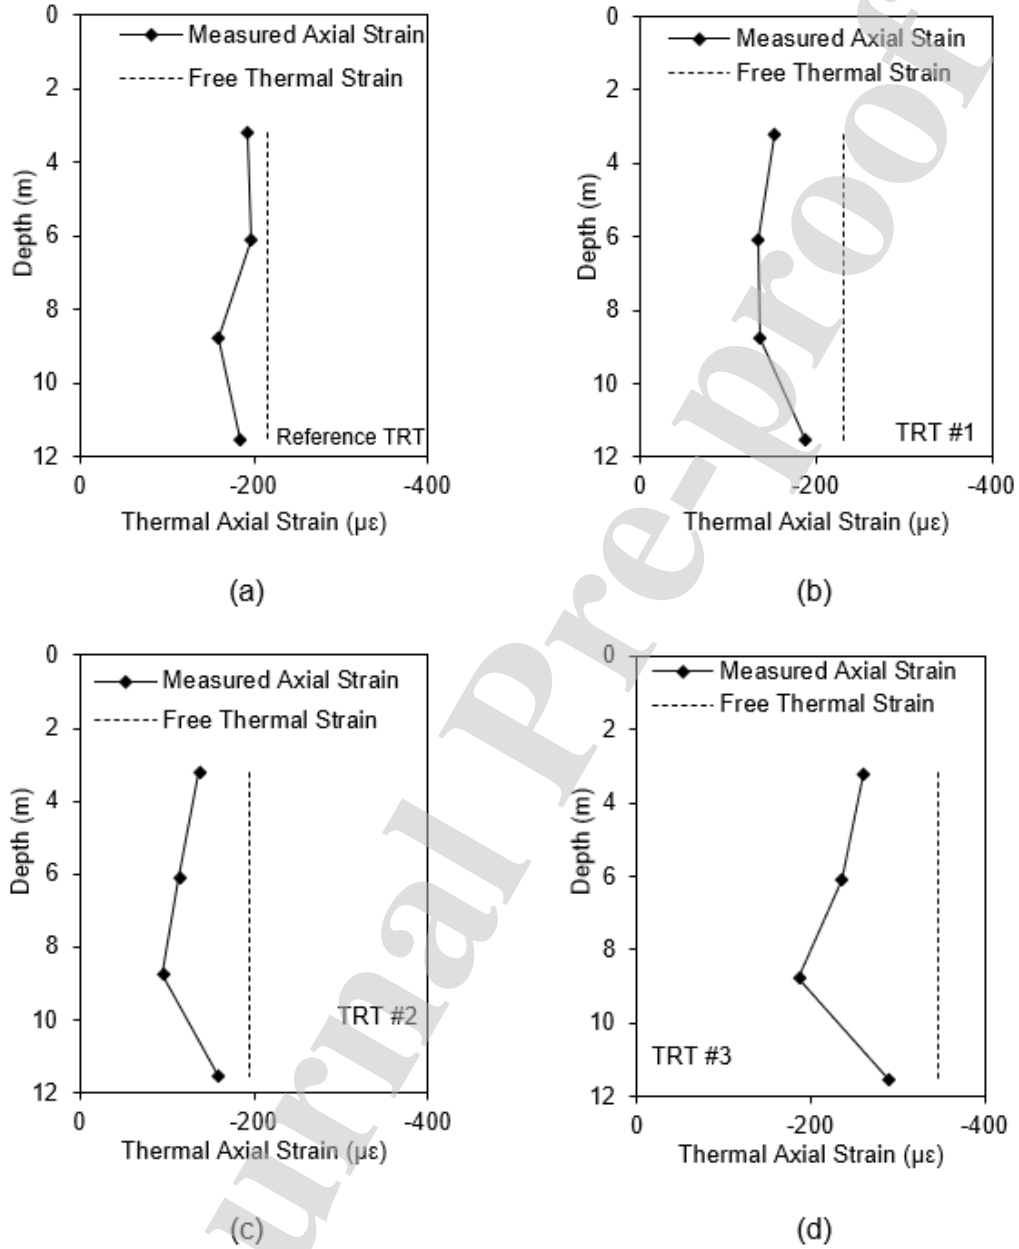 0
2
4
6
8
10
12
Depth (m)
Measured Axial Strain
Free Thermal Strain
Reference TRT
0 -200 -400
Thermal Axial Strain (µε)
(a)
0
2
4
6
8
10
12
Depth (m)
Measured Axial Stain
Free Thermal Strain
TRT #1
0 -200 -400
Thermal Axial Strain (µε)
(b)
0
2
4
6
8
10
12
Depth (m)
Measured Axial Strain
Free Thermal Strain
TRT #2
0 -200 -400
Thermal Axial Strain (µε)
(c)
0
2
4
6
8
10
12
Depth (m)
Measured Axial Strain
Free Thermal Strain
TRT #3
0 -200 -400
Thermal Axial Strain (µε)
(d)
urnal Pre-proof